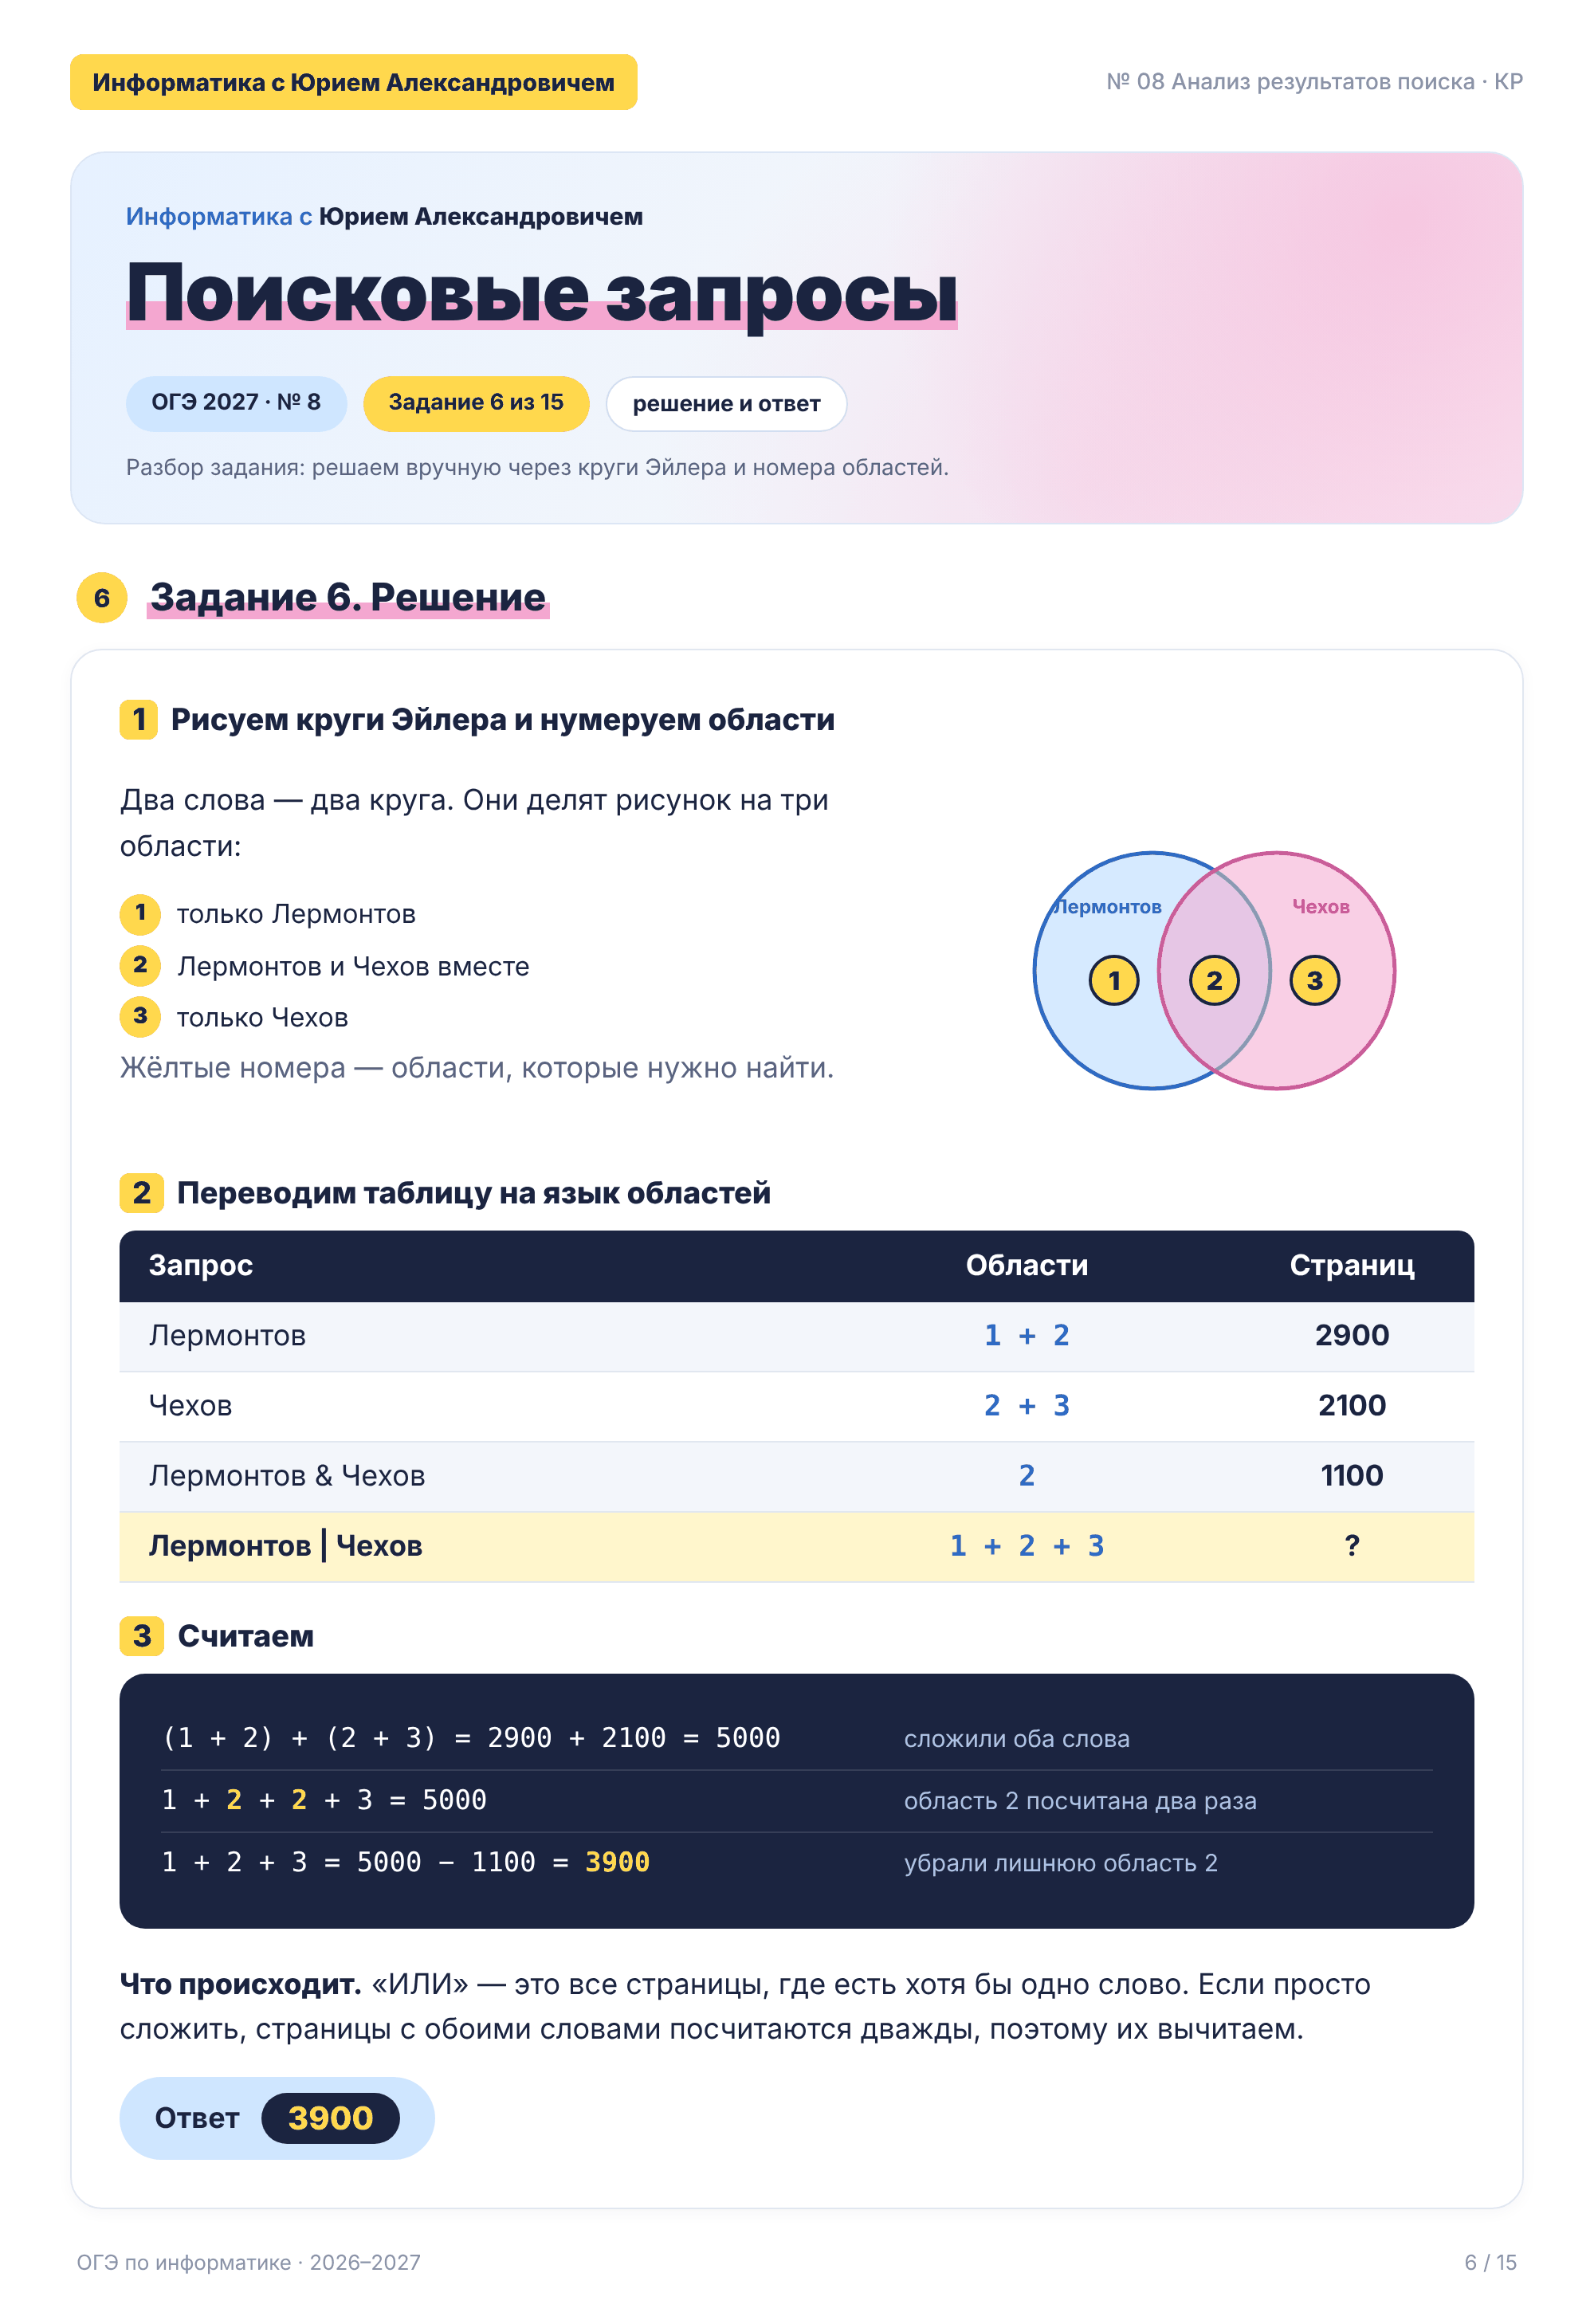 Информатика с Юрием Александровичем
№ 08 Анализ результатов поиска · КР
Информатика с Юрием Александровичем
Поисковые запросы
ОГЭ 2027 · № 8
Задание 6 из 15
решение и ответ
Разбор задания: решаем вручную через круги Эйлера и номера областей.
6 Задание 6. Решение
1 Рисуем круги Эйлера и нумеруем области
Два слова — два круга. Они делят рисунок на три
области:
1 только Лермонтов
2 Лермонтов и Чехов вместе
3 только Чехов
Жёлтые номера — области, которые нужно найти.
Лермонтов Чехов
1 2 3
2 Переводим таблицу на язык областей
Запрос Области Страниц
Лермонтов 1 + 2 2900
Чехов 2 + 3 2100
Лермонтов & Чехов 2 1100
Лермонтов | Чехов 1 + 2 + 3 ?
3 Считаем
(1 + 2) + (2 + 3) = 2900 + 2100 = 5000 сложили оба слова
1 + 2 + 2 + 3 = 5000 область 2 посчитана два раза
1 + 2 + 3 = 5000 − 1100 = 3900 убрали лишнюю область 2
Что происходит. «ИЛИ» — это все страницы, где есть хотя бы одно слово. Если просто
сложить, страницы с обоими словами посчитаются дважды, поэтому их вычитаем.
Ответ 3900
ОГЭ по информатике · 2026–2027
6 / 15